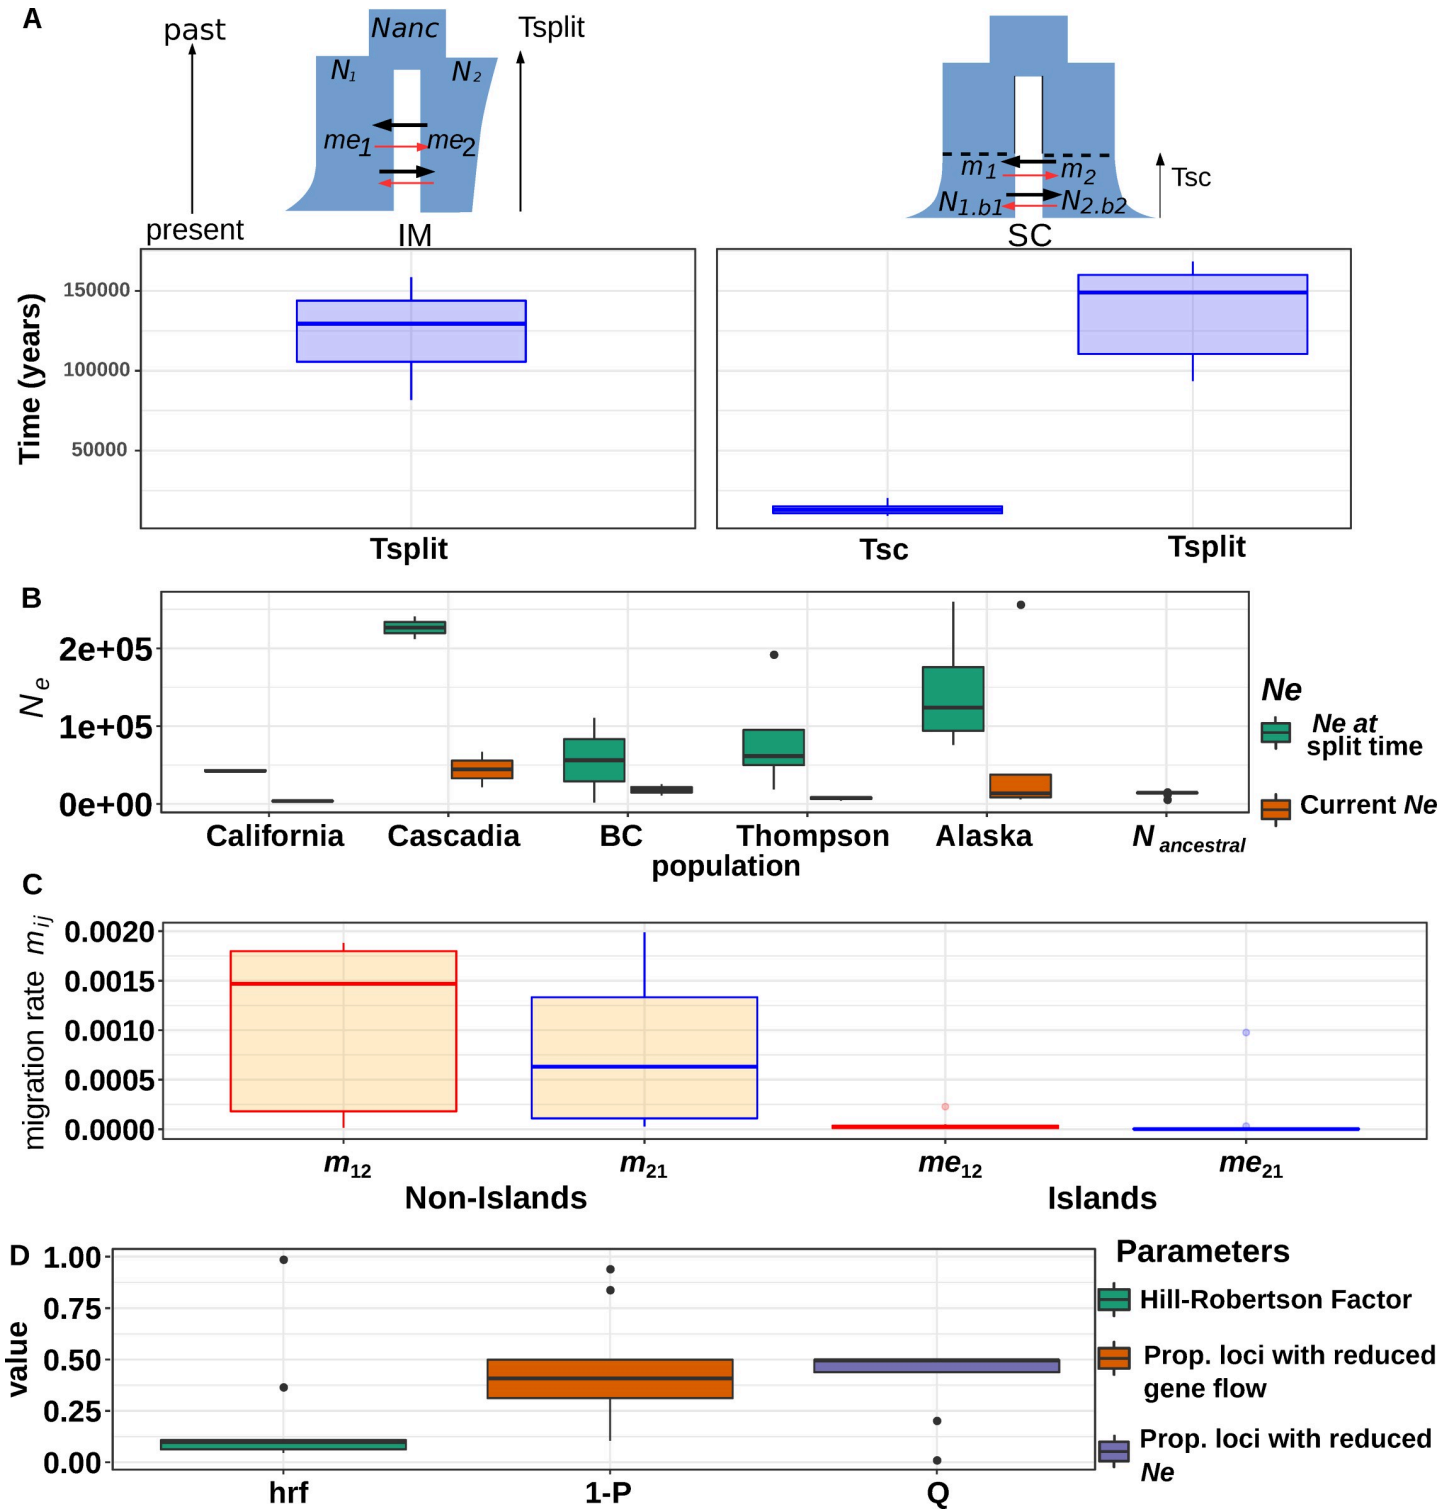 A
past
Nanc
Tsplit
N1
N2
me1
me2
m1
m2
Tsc
N1.b1
N2.b2
present
IM
SC
Time (years)
150000
100000
50000
Tsplit
Tsc
Tsplit
B
Ne
2e+05
1e+05
0e+00
California
Cascadia
BC
Thompson
Alaska
N ancestral
population
Ne
Ne at
split time
Current Ne
C
migration rate mij
0.0020
0.0015
0.0010
0.0005
0.0000
m12
m21
me12
me21
Non-Islands
Islands
D
value
1.00
0.75
0.50
0.25
0.00
hrf
1-P
Q
Parameters
Hill-Robertson Factor
Prop. loci with reduced
gene flow
Prop. loci with reduced
Ne